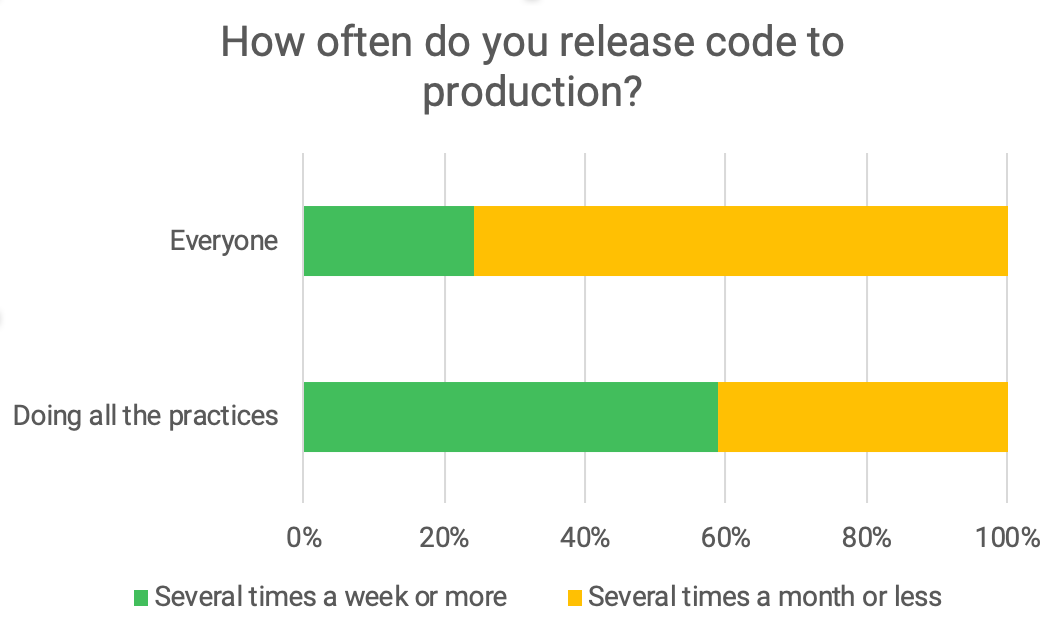 How often do you release code to
production?
Everyone
Doing all the practices
0% 20% 40% 60% 80% 100%
Several times a week or more Several times a month or less